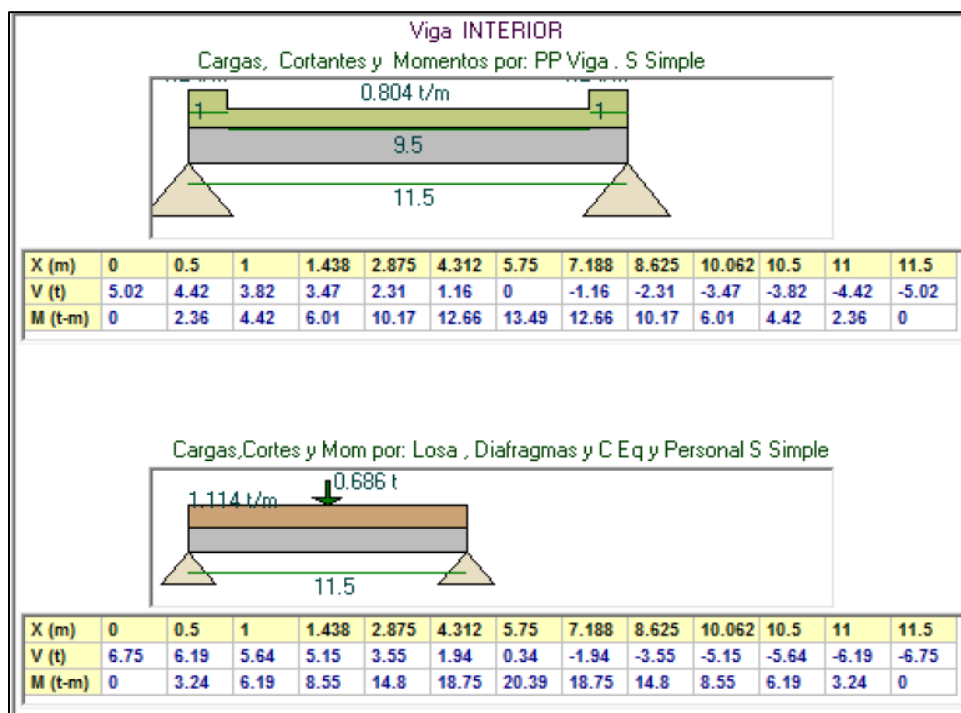 Viga INTERIOR
Cargas, Cortantes y Momentos por: PP Viga . S Simple
0.804 t/m
1 1
9.5
11.5
X (m) 0 0.5 1 1.438 2.875 4.312 5.75 7.188 8.625 10.062 10.5 11 11.5
V (t) 5.02 4.42 3.82 3.47 2.31 1.16 0 -1.16 -2.31 -3.47 -3.82 -4.42 -5.02
M (t-m) 0 2.36 4.42 6.01 10.17 12.66 13.49 12.66 10.17 6.01 4.42 2.36 0
Cargas,Cortes y Mom por: Losa , Diafragmas y C Eq y Personal S Simple
0.686 t
1.114 t/m
11.5
X (m) 0 0.5 1 1.438 2.875 4.312 5.75 7.188 8.625 10.062 10.5 11 11.5
V (t) 6.75 6.19 5.64 5.15 3.55 1.94 0.34 -1.94 -3.55 -5.15 -5.64 -6.19 -6.75
M (t-m) 0 3.24 6.19 8.55 14.8 18.75 20.39 18.75 14.8 8.55 6.19 3.24 0